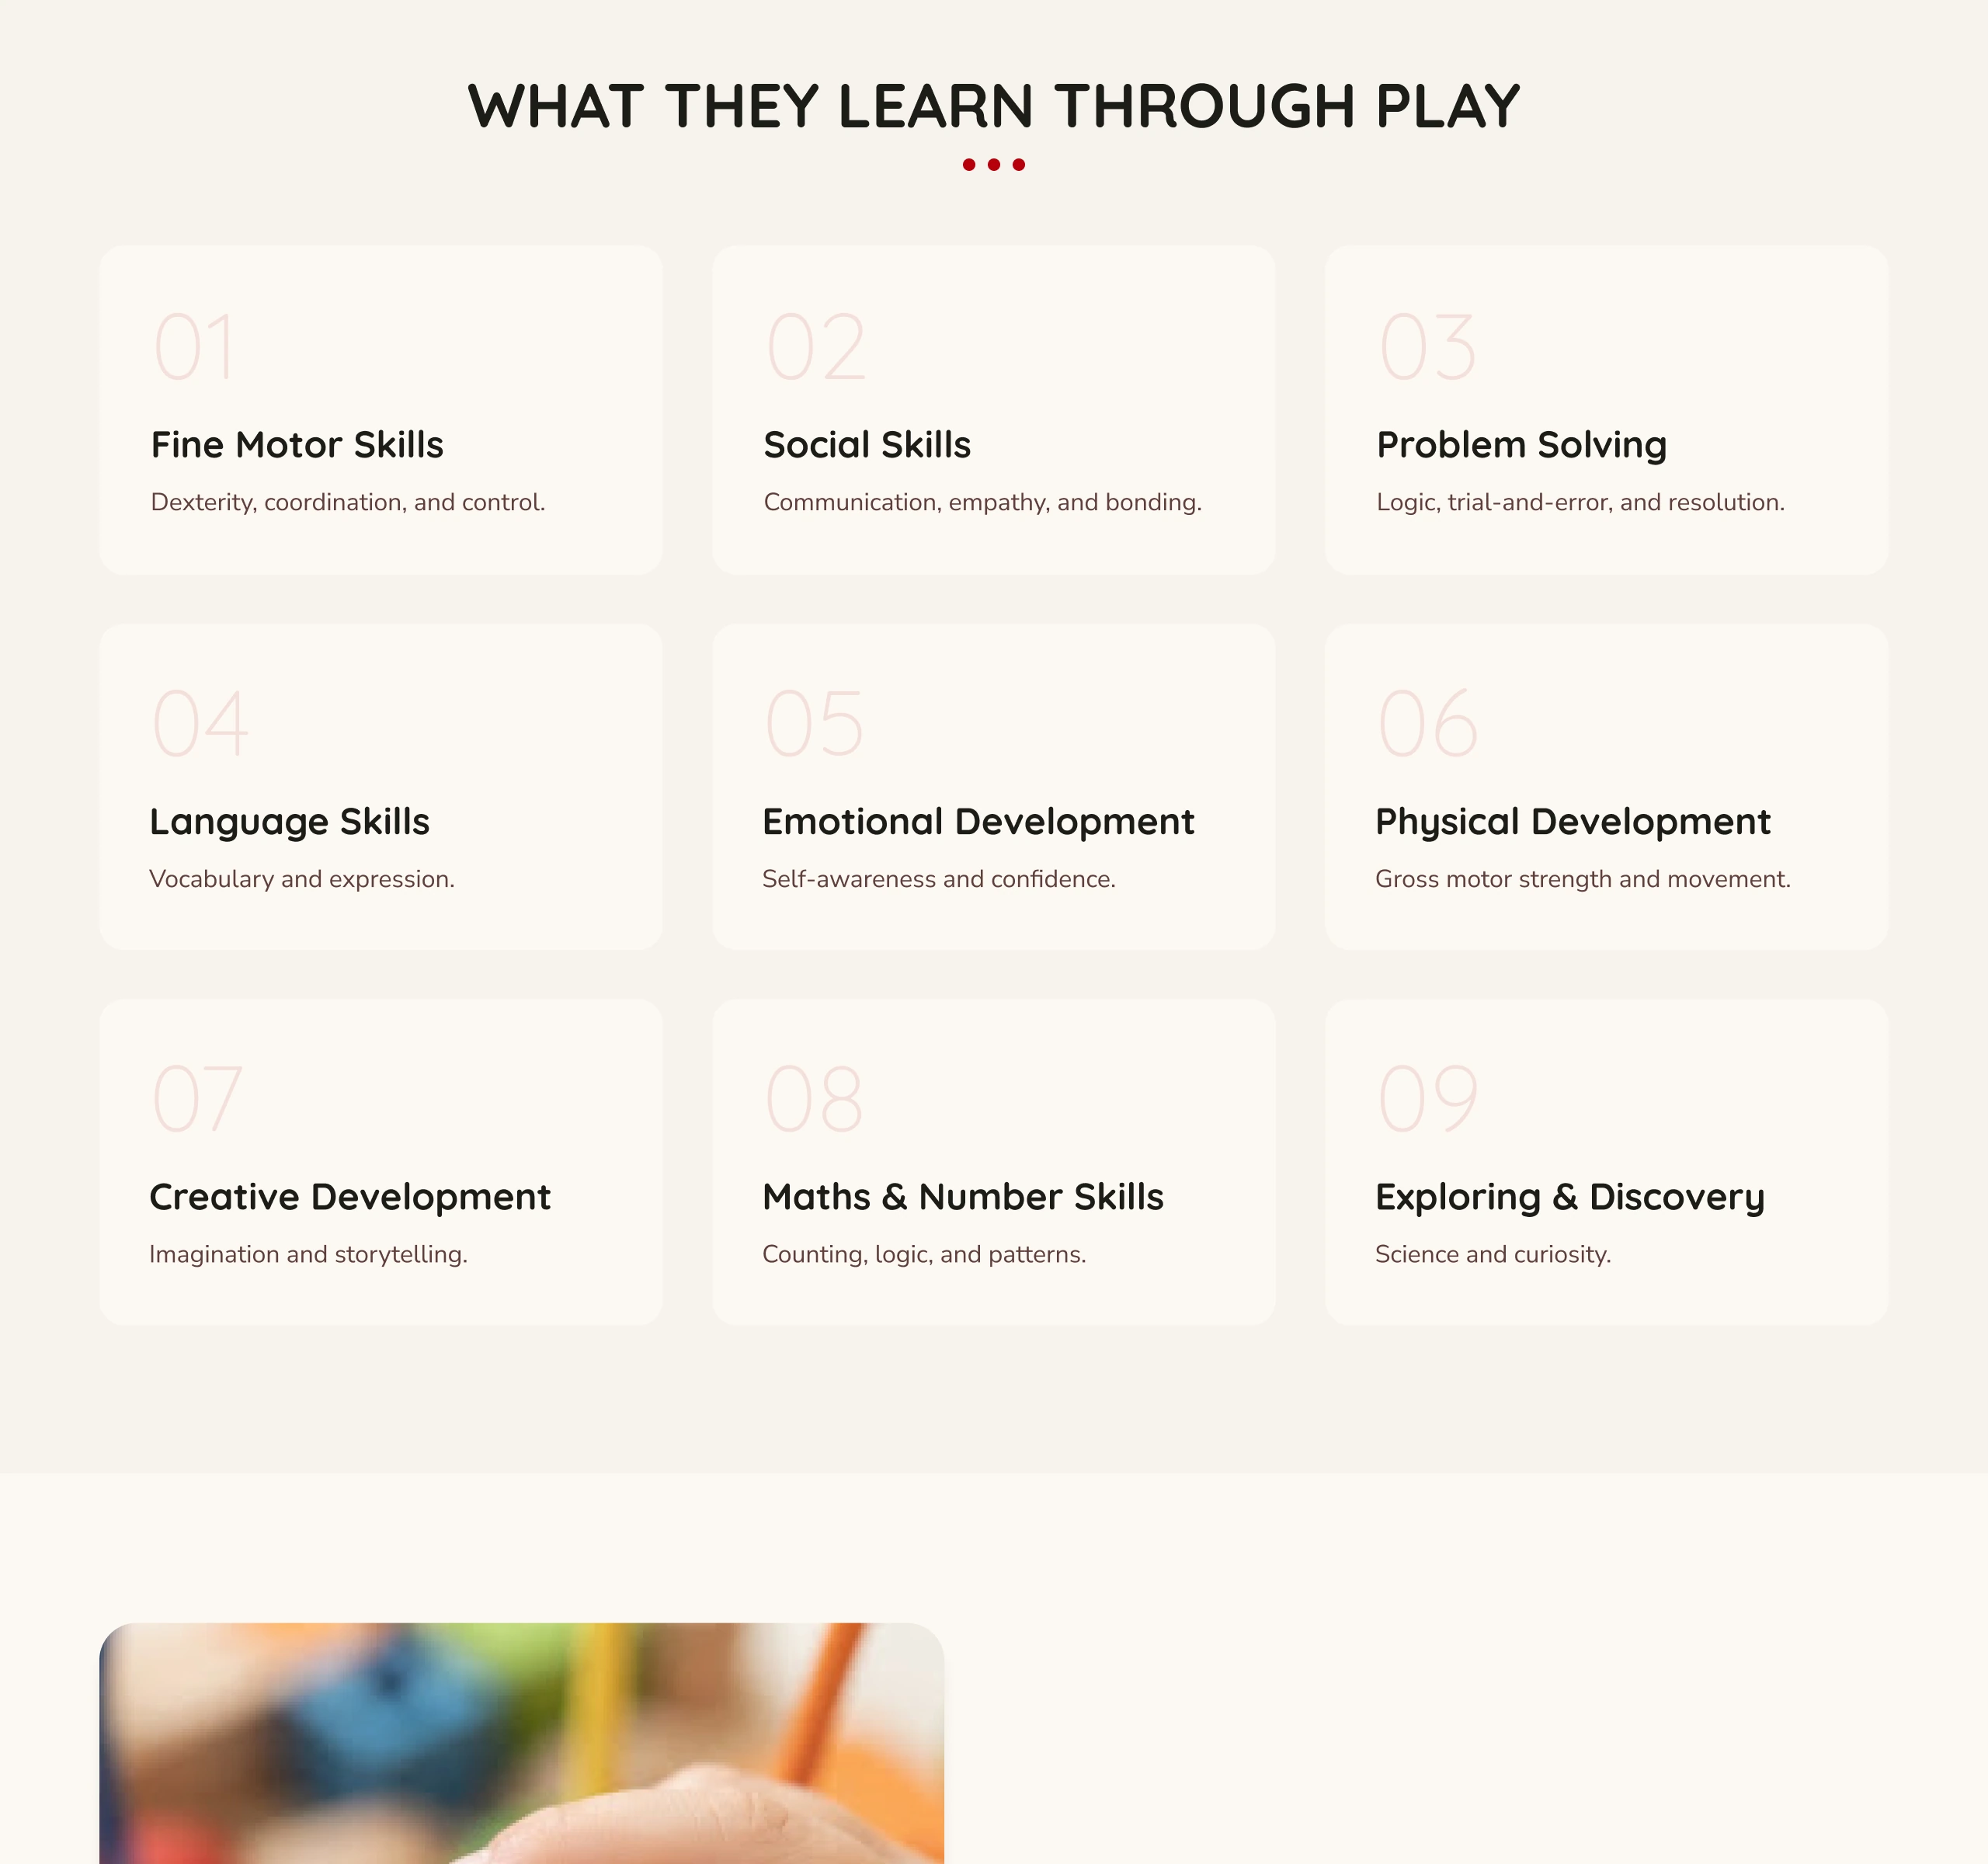 WHAT THEY LEARN THROUGH PLAY
01
Fine Motor Skills
Dexterity, coordination, and control.
02
Social Skills
Communication, empathy, and bonding.
03
Problem Solving
Logic, trial-and-error, and resolution.
04
Language Skills
Vocabulary and expression.
05
Emotional Development
Self-awareness and confidence.
06
Physical Development
Gross motor strength and movement.
07
Creative Development
Imagination and storytelling.
08
Maths & Number Skills
Counting, logic, and patterns.
09
Exploring & Discovery
Science and curiosity.